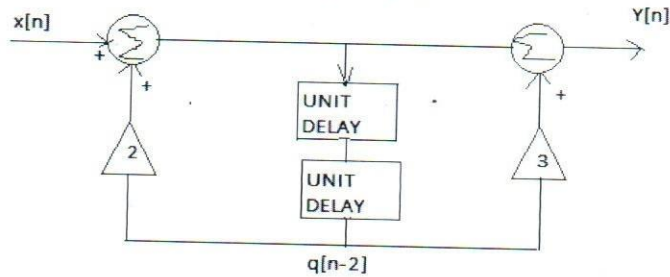 x[n]
Y[n]
Σ
Σ
+
+
+
UNIT
DELAY
2
3
UNIT
DELAY
q[n-2]